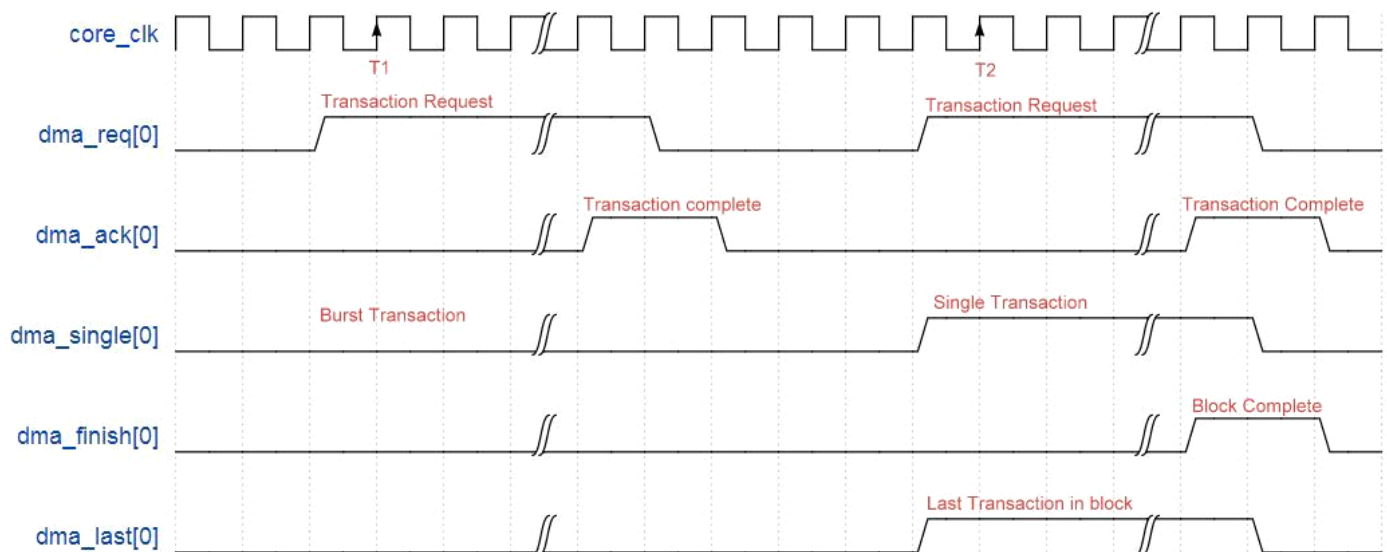 core_clk
T1
T2
Transaction Request
Transaction Request
dma_req[0]
Transaction complete
Transaction Complete
dma_ack[0]
Burst Transaction
Single Transaction
dma_single[0]
Block Complete
dma_finish[0]
Last Transaction in block
dma_last[0]